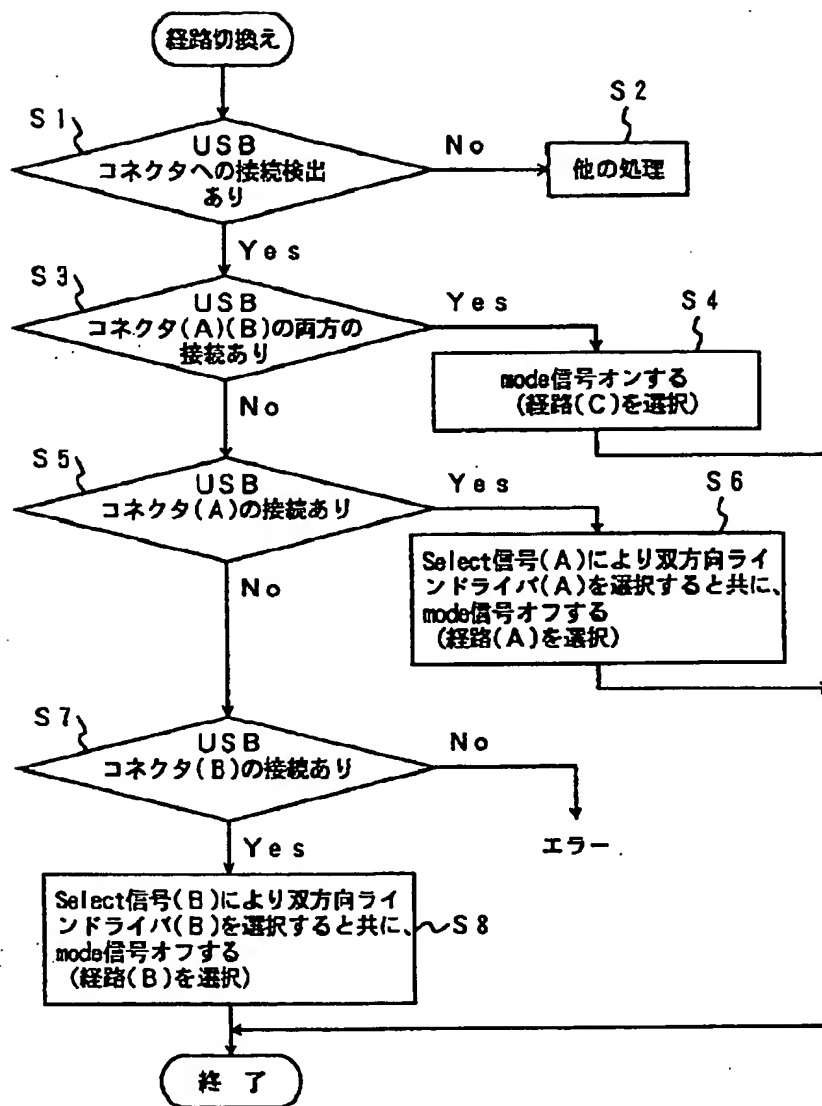 経路切換え
S1
USB
コネクタへの接続検出
あり
No
S2
他の処理
Yes
S3
USB
コネクタ(A)(B)の両方の
接続あり
Yes
S4
mode信号オンする
(経路(C)を選択)
No
S5
USB
コネクタ(A)の接続あり
Yes
S6
Select信号(A)により双方向ライ
ンドライバ(A)を選択すると共に、
mode信号オフする
(経路(A)を選択)
No
S7
USB
コネクタ(B)の接続あり
No
エラー
Yes
Select信号(B)により双方向ライ
ンドライバ(B)を選択すると共に、
mode信号オフする
(経路(B)を選択)
S8
終了